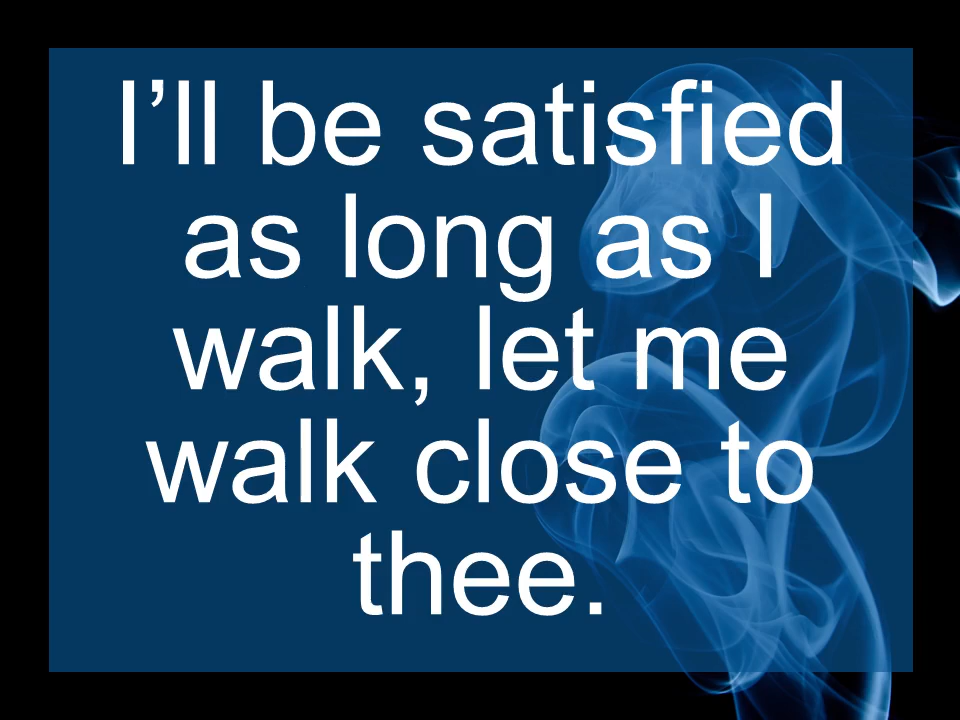 I’ll be satisfied
as long as I
walk, let me
walk close to
thee.